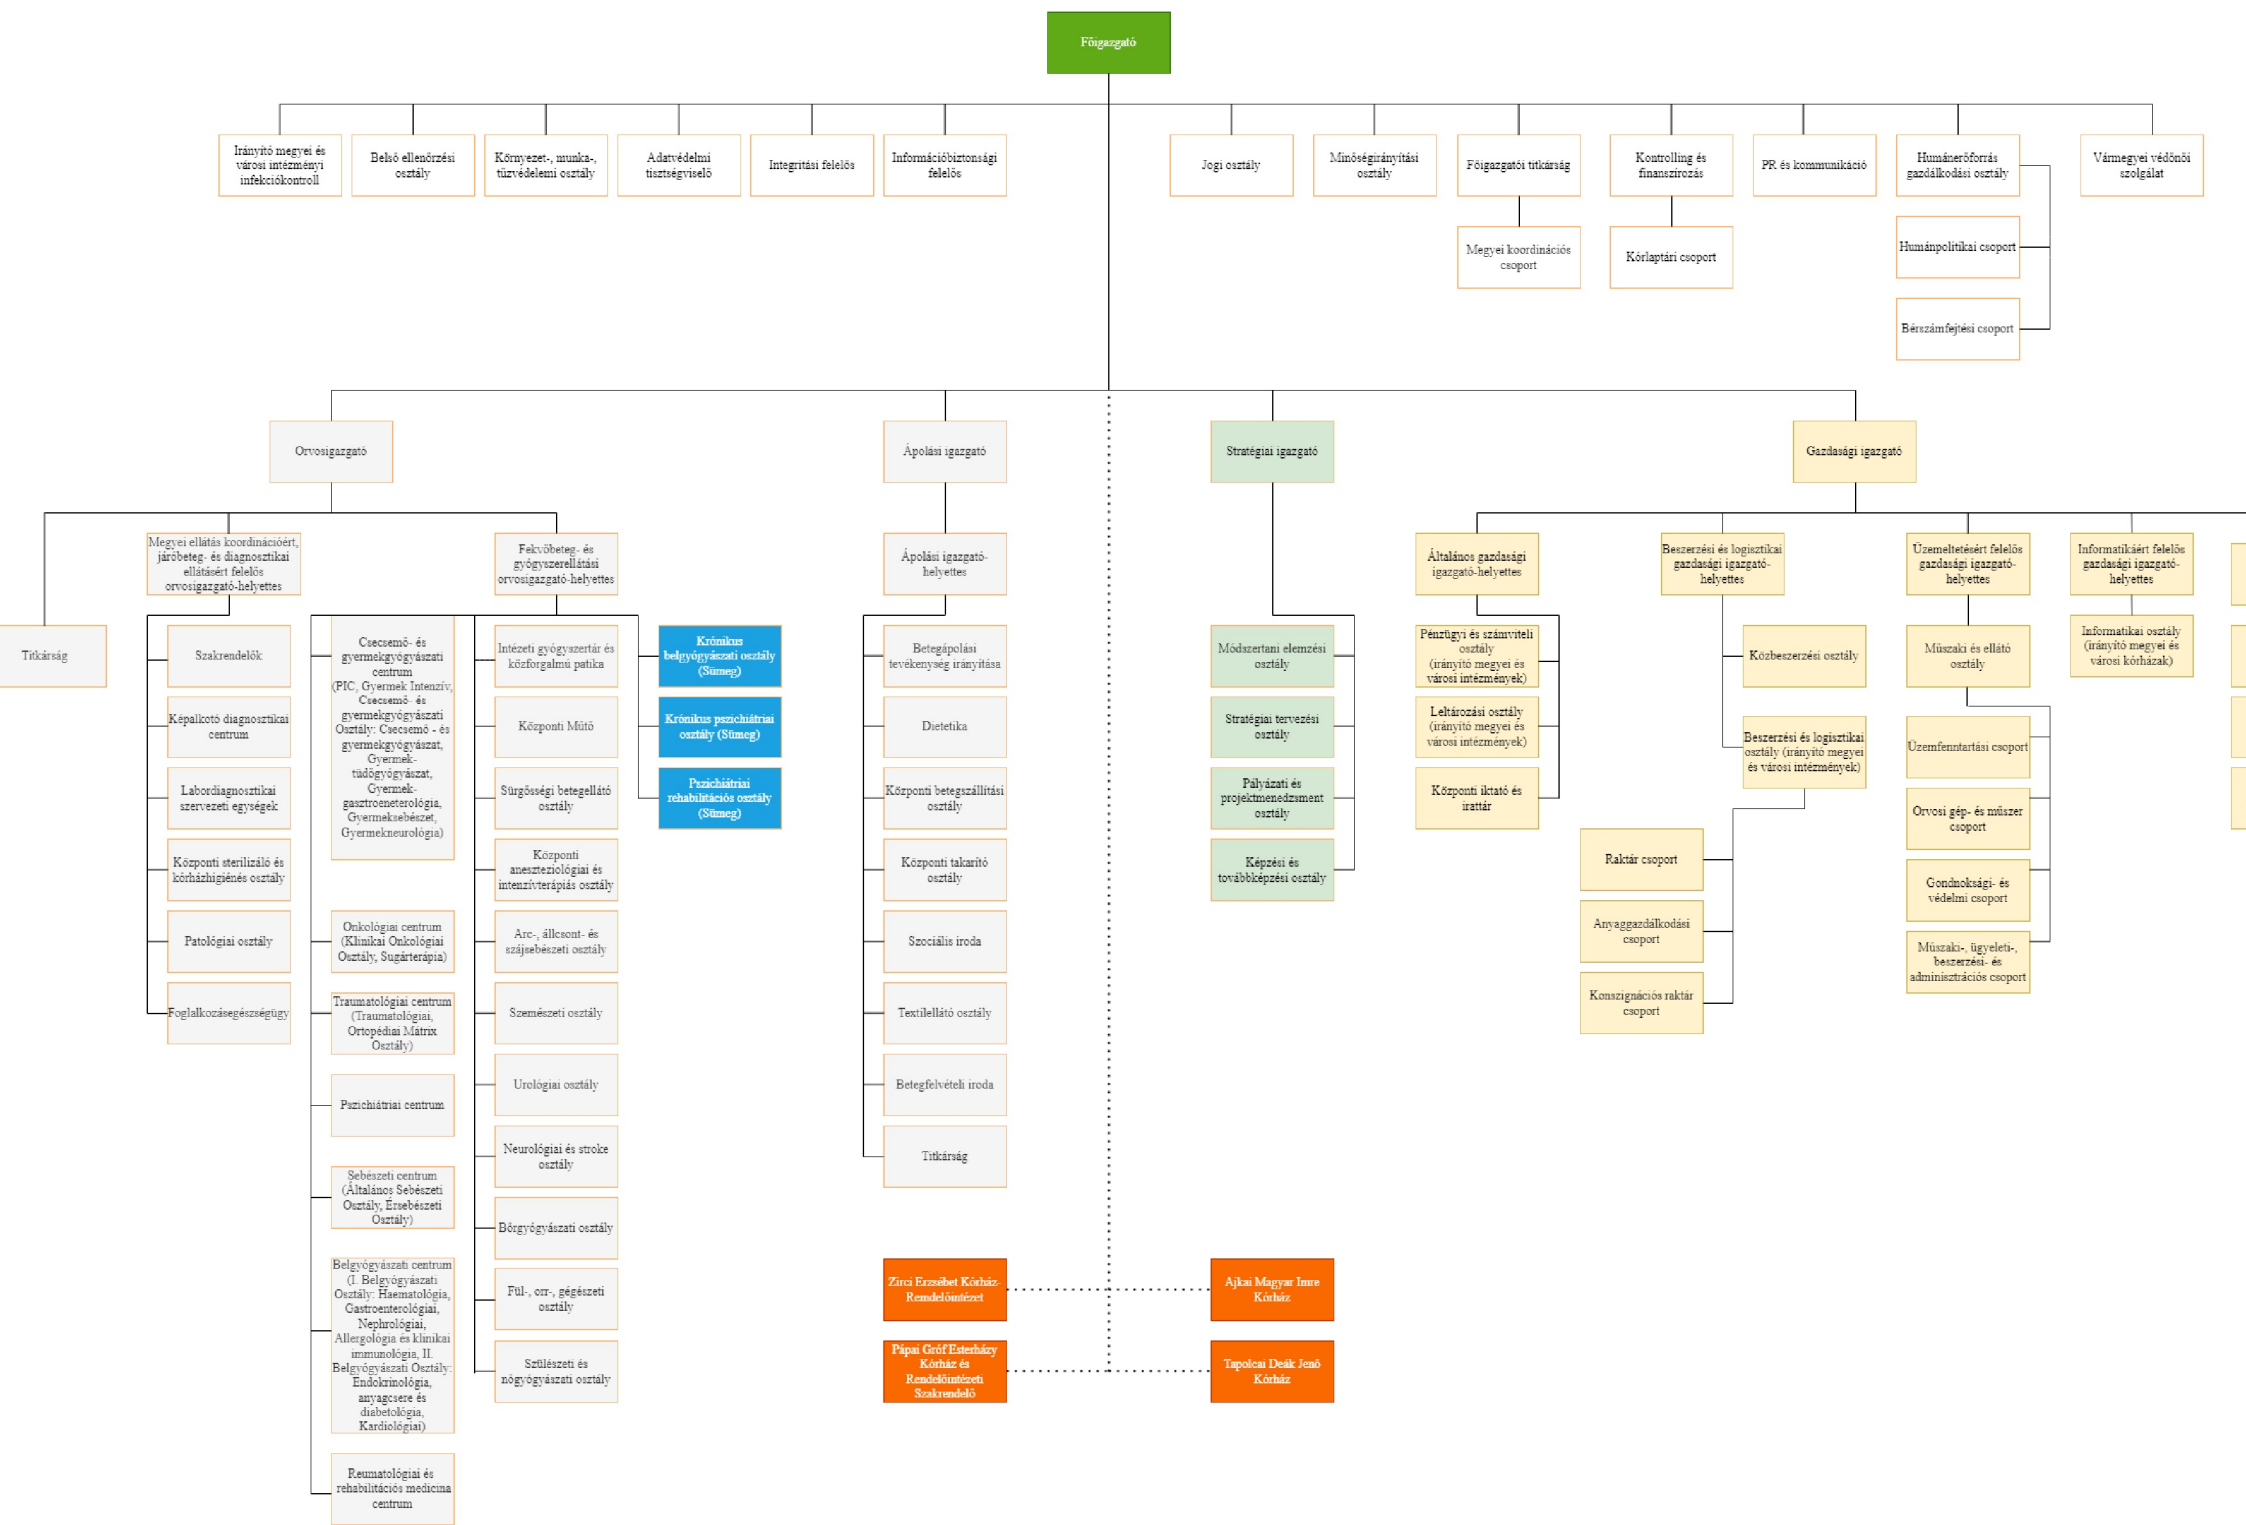 Főigazgató
Irányító megyei és
városi intézményi
infekciókontroll
Belső ellenőrzési
osztály
Környezet-, munka-,
tűzvédelmi osztály
Adatvédelmi
tisztségviselő
Integritási felelős
Információbiztonsági
felelős
Jogi osztály
Minőségirányítási
osztály
Főigazgatói titkárság
Kontrolling és
finanszírozás
PR és kommunikáció
Humánerőforrás
gazdálkodási osztály
Vármegyei védőnői
szolgálat
Megyei koordinációs
csoport
Kórlaptári csoport
Humánpolitikai csoport
Bérszámfejtési csoport
Orvosigazgató
Ápolási igazgató
Stratégiai igazgató
Gazdasági igazgató
Megyei ellátás koordinációért,
járóbeteg- és diagnosztikai
ellátásért felelős
orvosigazgató-helyettes
Fekvőbeteg- és
gyógyszerellátási
orvosigazgató-helyettes
Ápolási igazgató-
helyettes
Általános gazdasági
igazgató-helyettes
Beszerzési és logisztikai
gazdasági igazgató-
helyettes
Üzemeltetésért felelős
gazdasági igazgató-
helyettes
Informatikáért felelős
gazdasági igazgató-
helyettes
Titkárság
Szakrendelők
Képalkotó diagnosztikai
centrum
Labordiagnosztikai
szervezeti egységek
Központi sterilizáló és
kórházhigiénés osztály
Patológiai osztály
Foglalkozásegészségügy
Csecsemő- és
gyermekgyógyászati
centrum
(PIC, Gyermek Intenzív,
Csecsemő- és
gyermekgyógyászati
Osztály: Csecsemő - és
gyermekgyógyászat,
Gyermek-
tüdőgyógyászat,
Gyermek-
gasztroeneterológia,
Gyermeksebészet,
Gyermekneurológia)
Onkológiai centrum
(Klinikai Onkológiai
Osztály, Sugárterápia)
Traumatológiai centrum
(Traumatológiai,
Ortopédiai Mátrix
Osztály)
Pszichiátriai centrum
Sebészeti centrum
(Általános Sebészeti
Osztály, Érsebészeti
Osztály)
Belgyógyászati centrum
(I. Belgyógyászati
Osztály: Haematológia,
Gastroenterológiai,
Nephrológiai,
Allergológia és klinikai
immunológia, II.
Belgyógyászati Osztály:
Endokrinológia,
anyagcsere és
diabetológia,
Kardiológiai)
Reumatológiai és
rehabilitációs medicina
centrum
Intézeti gyógyszertár és
közforgalmú patika
Központi Műtő
Sürgősségi betegellátó
osztály
Központi
aneszteziológiai és
intenzívterápiás osztály
Arc-, állcsont- és
szájsebészeti osztály
Szemészeti osztály
Urológiai osztály
Neurológiai és stroke
osztály
Bőrgyógyászati osztály
Fül-, orr-, gégészeti
osztály
Szülészeti és
nőgyógyászati osztály
Krónikus
belgyógyászati osztály
(Sümeg)
Krónikus pszichiátriai
osztály (Sümeg)
Pszichiátriai
rehabilitációs osztály
(Sümeg)
Betegápolási
tevékenység irányítása
Dietetika
Központi betegszállítási
osztály
Központi takarító
osztály
Szociális iroda
Textilellátó osztály
Betegfelvételi iroda
Titkárság
Módszertani elemzési
osztály
Stratégiai tervezési
osztály
Pályázati és
projektmenedzsment
osztály
Képzési és
továbbképzési osztály
Pénzügyi és számviteli
osztály
(irányító megyei és
városi intézmények)
Leltározási osztály
(irányító megyei és
városi intézmények)
Központi iktató és
irattár
Közbeszerzési osztály
Beszerzési és logisztikai
osztály (irányító megyei
és városi intézmények)
Raktár csoport
Anyaggazdálkodási
csoport
Konszignációs raktár
csoport
Műszaki és ellátó
osztály
Üzemfenntartási csoport
Orvosi gép- és műszer
csoport
Gondnoksági- és
védelmi csoport
Műszaki-, ügyeleti-,
beszerzési- és
adminisztrációs csoport
Informatikai osztály
(irányító megyei és
városi kórházak)
Zirci Erzsébet Kórház-
Remdelőintézet
Ajkai Magyar Imre
Kórház
Pápai Gróf Esterházy
Kórház és
Rendelőintézeti
Szakrendelő
Tapolcai Deák Jenő
Kórház